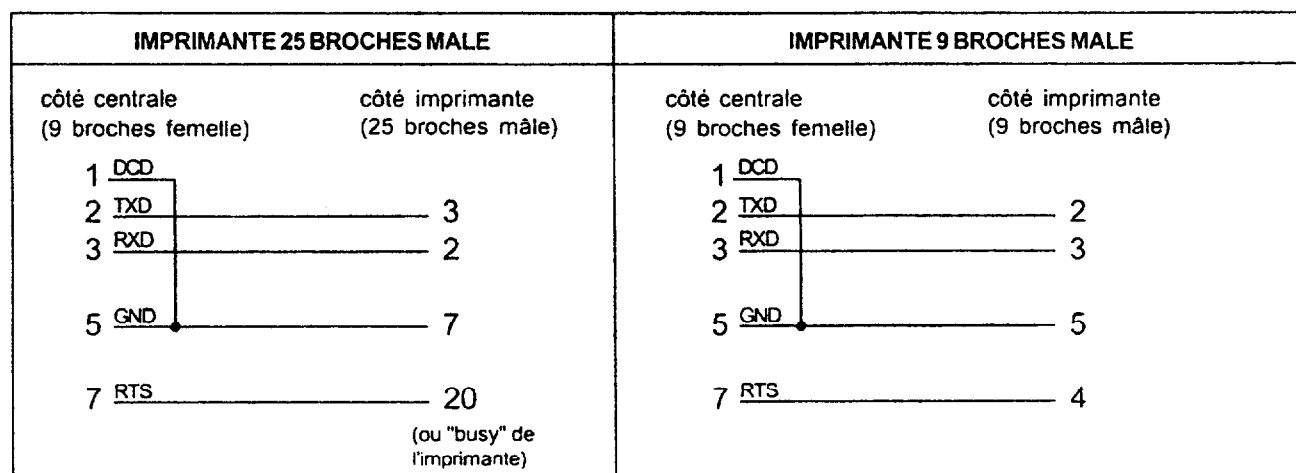 IMPRIMANTE 25 BROCHES MALE
côté centrale
(9 broches femelle)
côté imprimante
(25 broches mâle)
1 DCD
2 TXD 3
3 RXD 2
5 GND 7
7 RTS 20
(ou "busy" de
l'imprimante)
IMPRIMANTE 9 BROCHES MALE
côté centrale
(9 broches femelle)
côté imprimante
(9 broches mâle)
1 DCD
2 TXD 2
3 RXD 3
5 GND 5
7 RTS 4